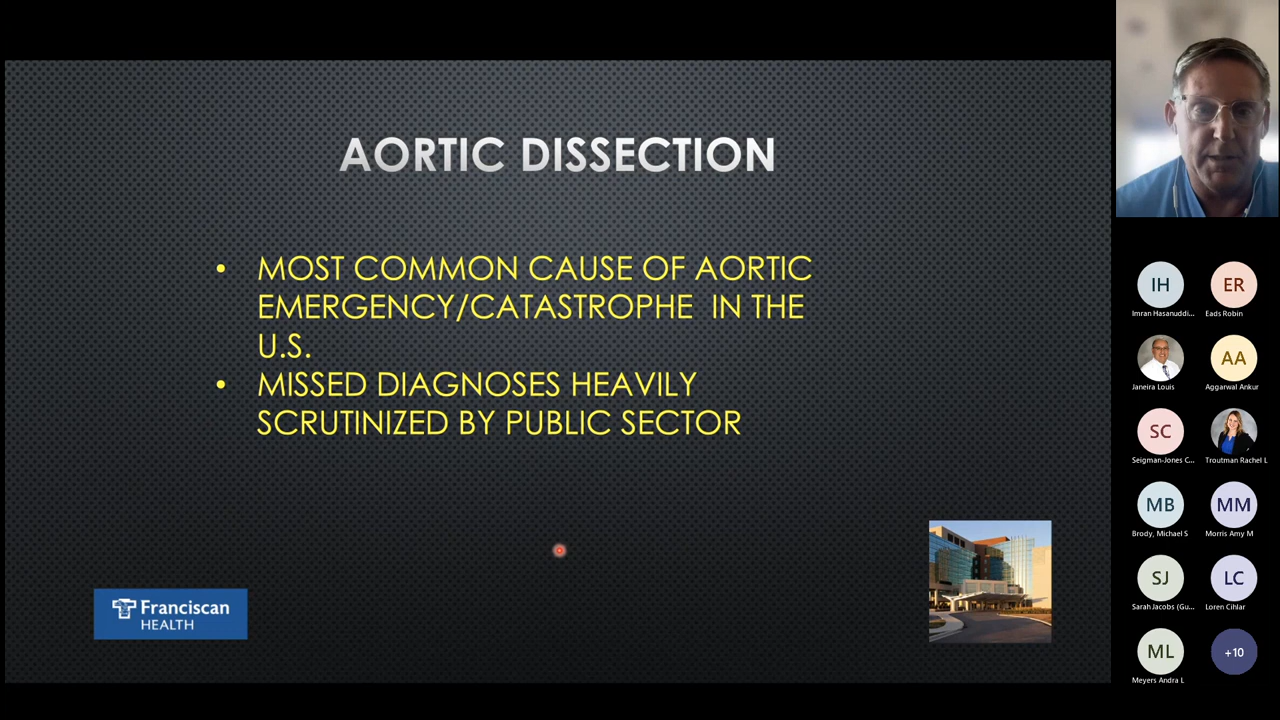 AORTIC DISSECTION
• MOST COMMON CAUSE OF AORTIC
EMERGENCY/CATASTROPHE IN THE
U.S.
• MISSED DIAGNOSES HEAVILY
SCRUTINIZED BY PUBLIC SECTOR
Franciscan
HEALTH
IH
ER
Imran Hasanuddi...
Eads Robin
AA
Janeira Louis
Aggarwal Ankur
SC
Seigman-Jones C...
Troutman Rachel L
MB
MM
Brody, Michael S
Morris Amy M
SJ
LC
Sarah Jacobs (Gu...
Loren Cihlar
ML
+10
Meyers Andra L